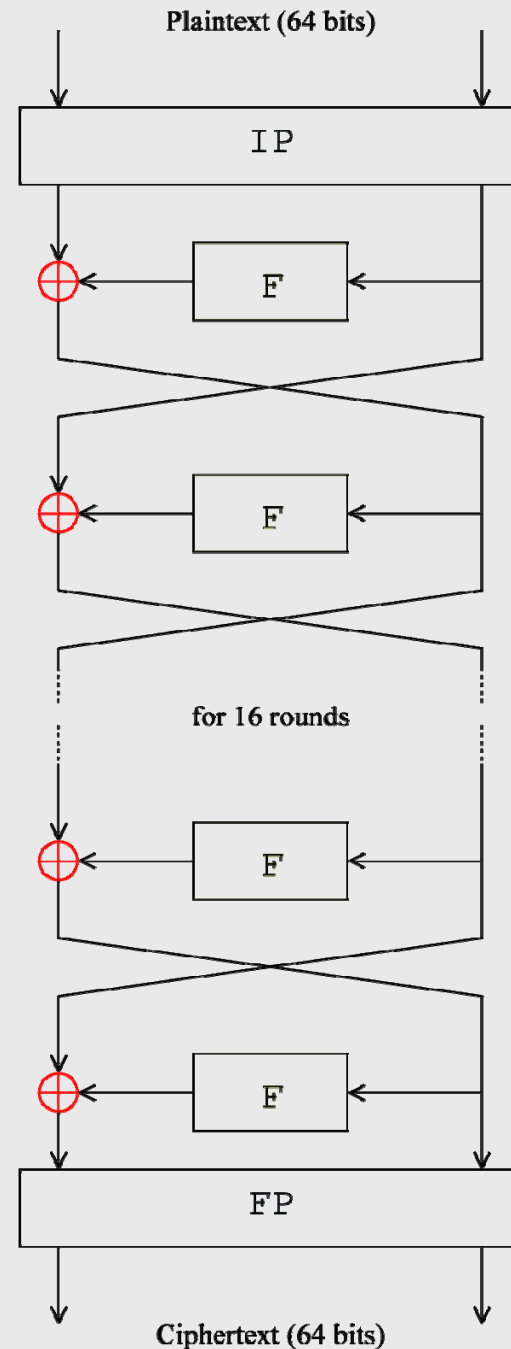 Plaintext (64 bits)
IP
F
F
for 16 rounds
F
F
FP
Ciphertext (64 bits)